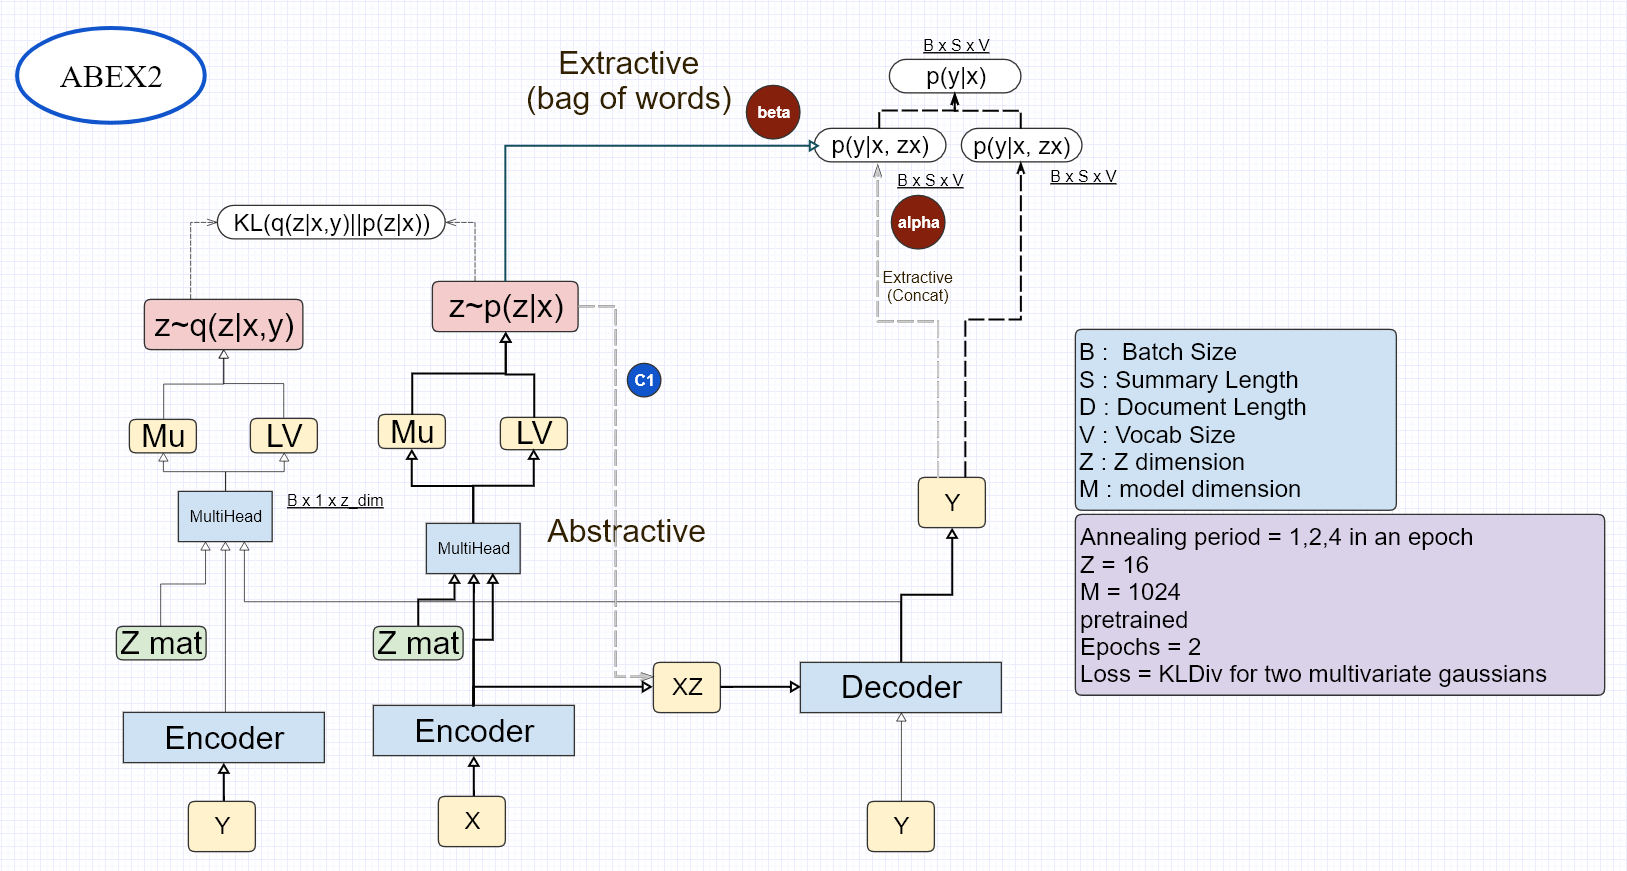 ABEX2
Extractive
(bag of words)
beta
B x S x V
p(y|x)
p(y|x, zx)
p(y|x, zx)
B x S x V
B x S x V
alpha
Extractive
(Concat)
KL(q(z|x,y)||p(z|x))
z~q(z|x,y)
z~p(z|x)
C1
Mu
LV
Mu
LV
MultiHead
B x 1 x z_dim
MultiHead
Abstractive
Y
Z mat
Z mat
XZ
Decoder
Encoder
Encoder
Y
X
Y
B :  Batch Size
S : Summary Length
D : Document Length
V : Vocab Size
Z : Z dimension
M : model dimension
Annealing period = 1,2,4 in an epoch
Z = 16
M = 1024
pretrained
Epochs = 2
Loss = KLDiv for two multivariate gaussians